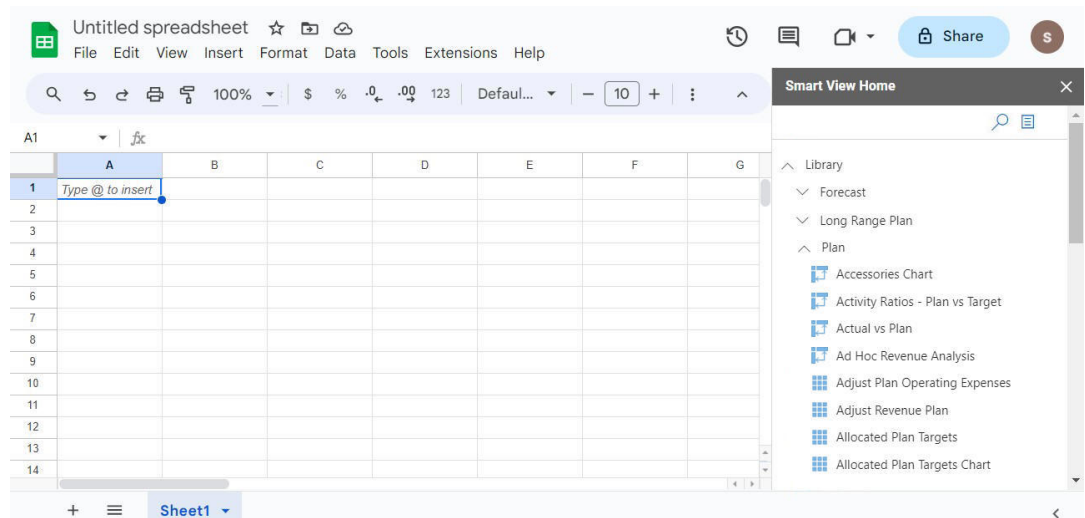 Untitled spreadsheet
File Edit View Insert Format Data Tools Extensions Help
Share
S
100% $ % .0 .00 123 Defaul... − 10 +
Smart View Home
A1 fx
A B C D E F G
1 Type @ to insert
2
3
4
5
6
7
8
9
10
11
12
13
14
Library
Forecast
Long Range Plan
Plan
Accessories Chart
Activity Ratios - Plan vs Target
Actual vs Plan
Ad Hoc Revenue Analysis
Adjust Plan Operating Expenses
Adjust Revenue Plan
Allocated Plan Targets
Allocated Plan Targets Chart
Sheet1